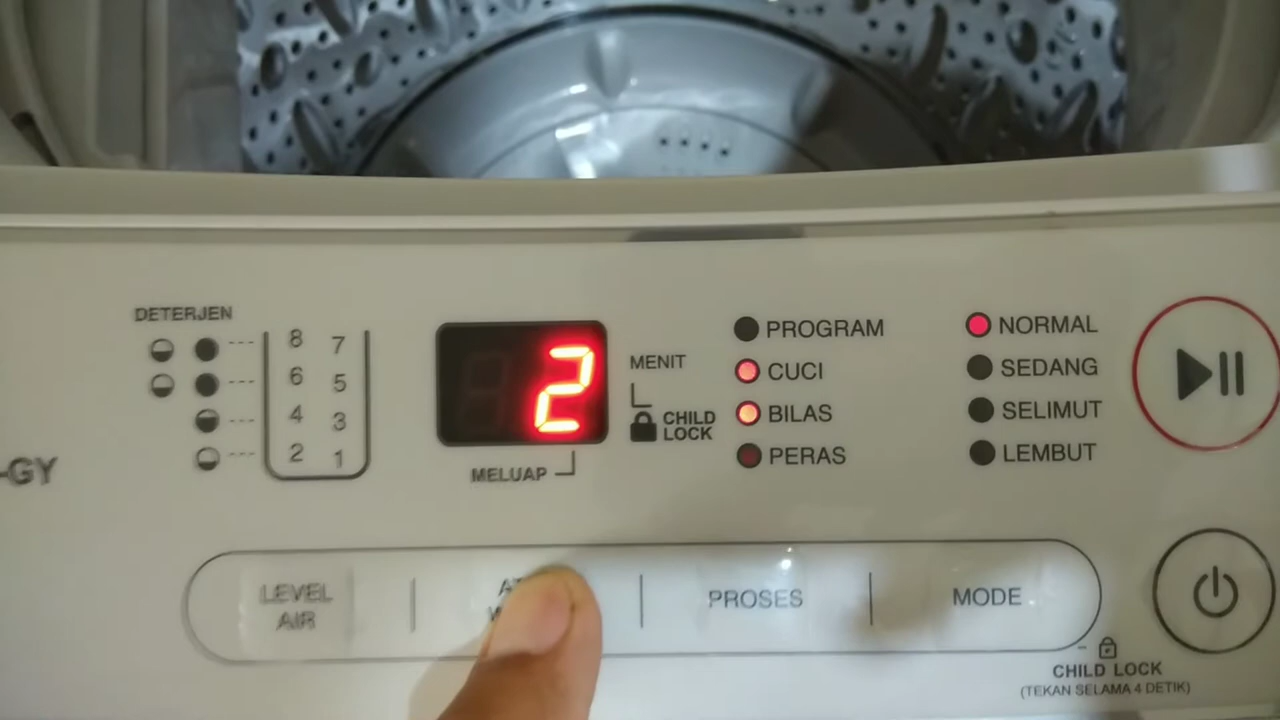 DETERJEN
8 7
6 5
4 3
2 1
-GY
2
MENIT
CHILD
LOCK
MELUAP
PROGRAM
CUCI
BILAS
PERAS
NORMAL
SEDANG
SELIMUT
LEMBUT
LEVEL
AIR
PROSES
MODE
CHILD LOCK
(TEKAN SELAMA 4 DETIK)